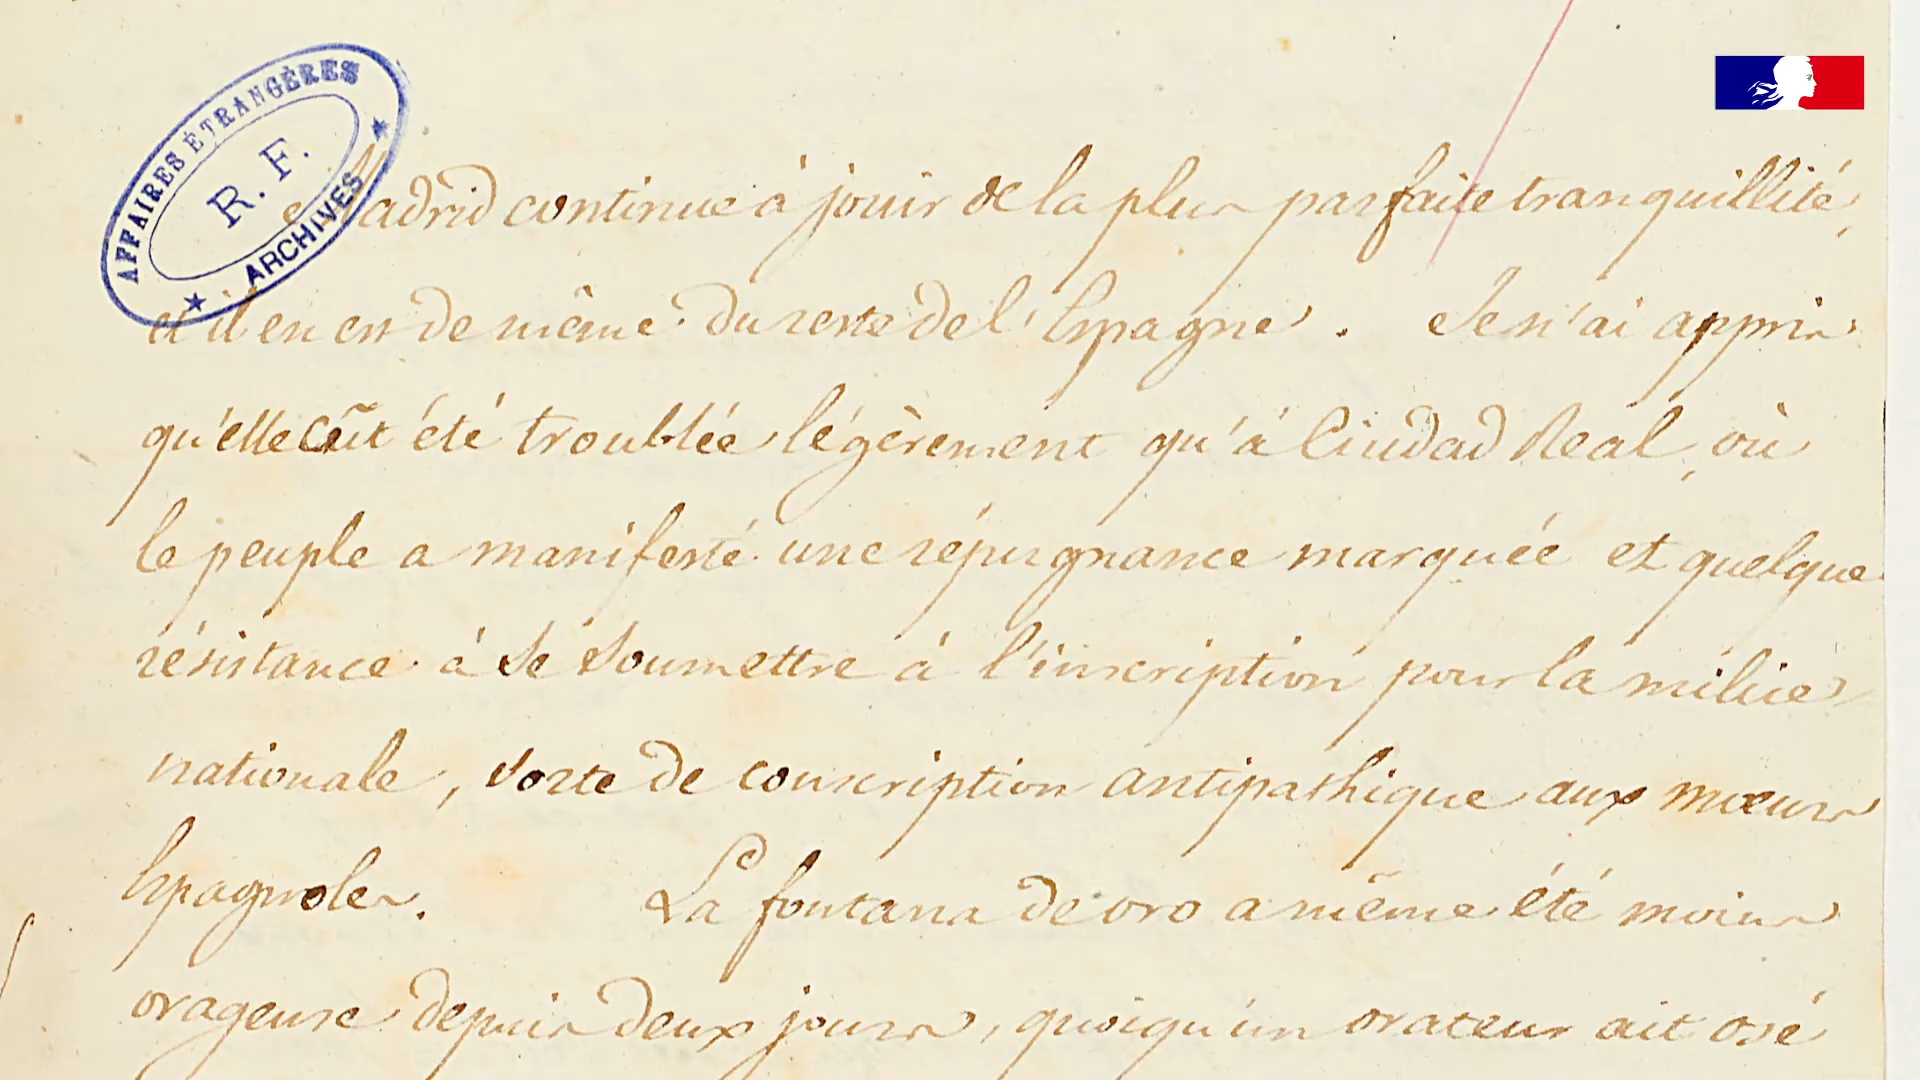 AFFAIRES ÉTRANGÈRES
R. F.
ARCHIVES
Madrid continue à jouir de la plus parfaite tranquillité,
et il en est de même du reste de l'Espagne. Je n'ai appris
qu'elle eût été troublée légèrement qu'à Ciudad Real, où
le peuple a manifesté une répugnance marquée et quelque
résistance à se soumettre à l'inscription pour la milice
nationale, sorte de conscription antipathique aux mœurs
Espagnoles. La fontana de oro a même été moins
orageuse depuis deux jours, quoiqu'un orateur ait osé